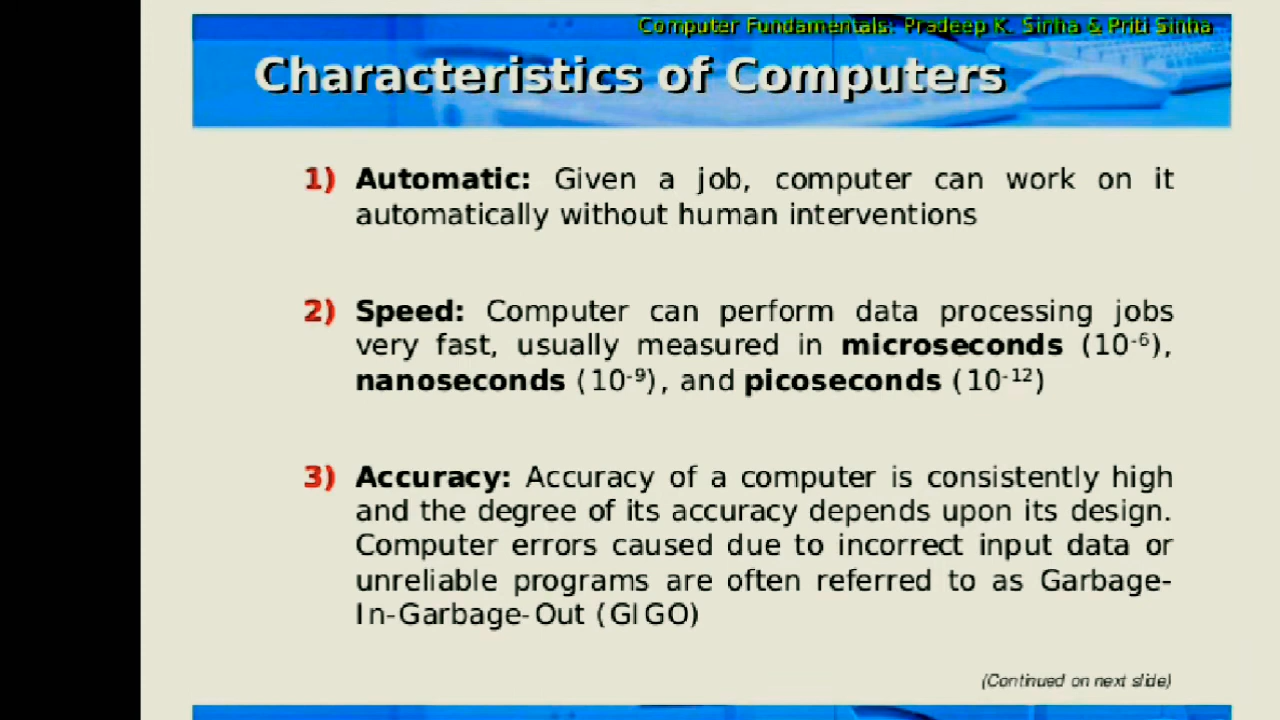 Computer Fundamentals: Pradeep K. Sinha & Priti Sinha
Characteristics of Computers
1) Automatic: Given a job, computer can work on it
automatically without human interventions
2) Speed: Computer can perform data processing jobs
very fast, usually measured in microseconds (10⁻⁶),
nanoseconds (10⁻⁹), and picoseconds (10⁻¹²)
3) Accuracy: Accuracy of a computer is consistently high
and the degree of its accuracy depends upon its design.
Computer errors caused due to incorrect input data or
unreliable programs are often referred to as Garbage-
In-Garbage-Out (GIGO)
(Continued on next slide)